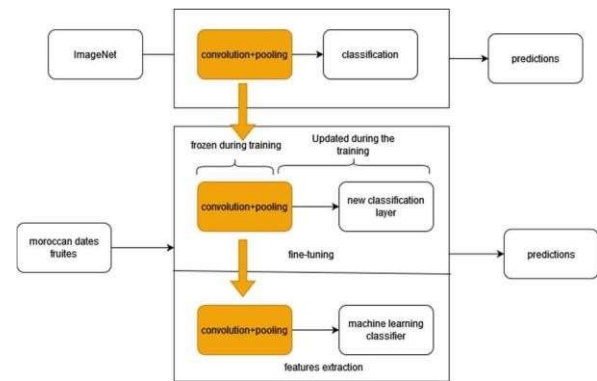 ImageNet
convolution+pooling
classification
predictions
frozen during training
Updated during the
training
convolution+pooling
new classification
layer
moroccan dates
fruites
predictions
fine-tuning
convolution+pooling
machine learning
classifier
features extraction